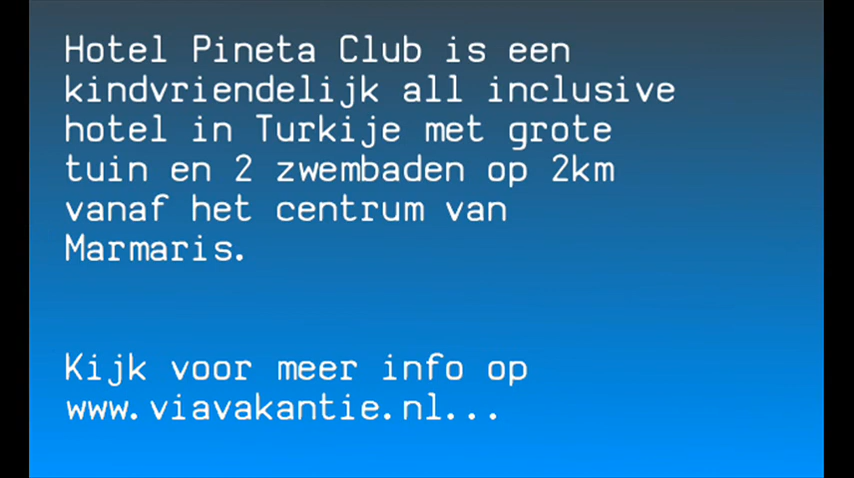 Hotel Pineta Club is een
kindvriendelijk all inclusive
hotel in Turkije met grote
tuin en 2 zwembaden op 2km
vanaf het centrum van
Marmaris.
Kijk voor meer info op
www.viavakantie.nl...